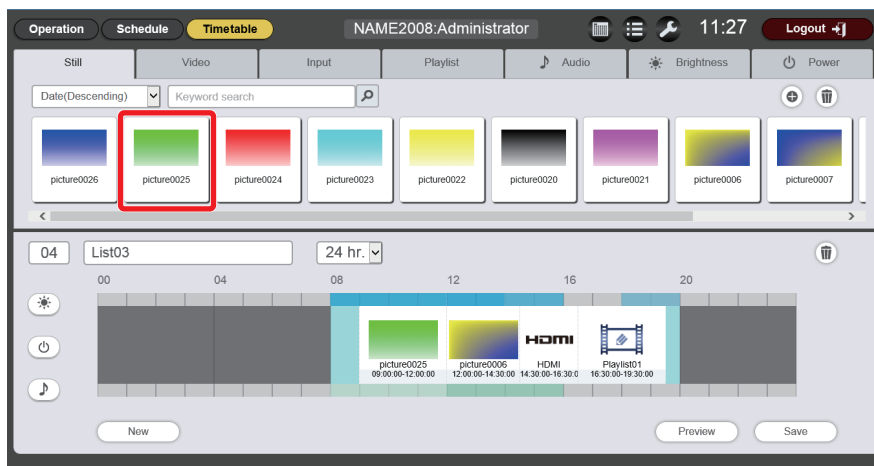 Operation Schedule Timetable NAME2008:Administrator 11:27 Logout
Still Video Input Playlist Audio Brightness Power
Date(Descending) Keyword search
picture0026 picture0025 picture0024 picture0023 picture0022 picture0020 picture0021 picture0006 picture0007
04 List03 24 hr.
00 04 08 12 16 20
HDMI
picture0025 picture0006 HDMI Playlist01
09:00:00-12:00:00 12:00:00-14:30:00 14:30:00-16:30:0 16:30:00-19:30:00
New Preview Save